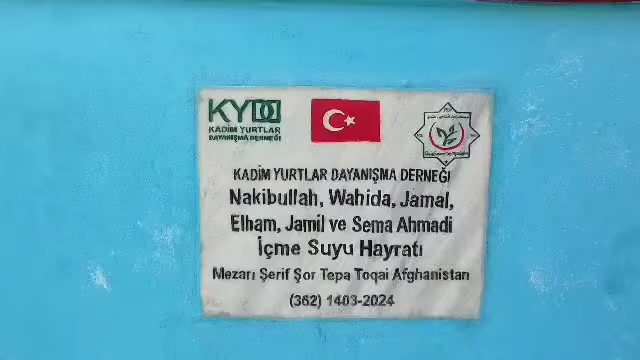 KYDD
KADİM YURTLAR
DAYANIŞMA DERNEĞİ
KADİM YURTLAR DAYANIŞMA DERNEĞİ
Nakibullah, Wahida, Jamal,
Elham, Jamil ve Sema Ahmadi
İçme Suyu Hayratı
Mezarı Şerif Şor Tepa Toqai Afghanistan
(362) 1403-2024